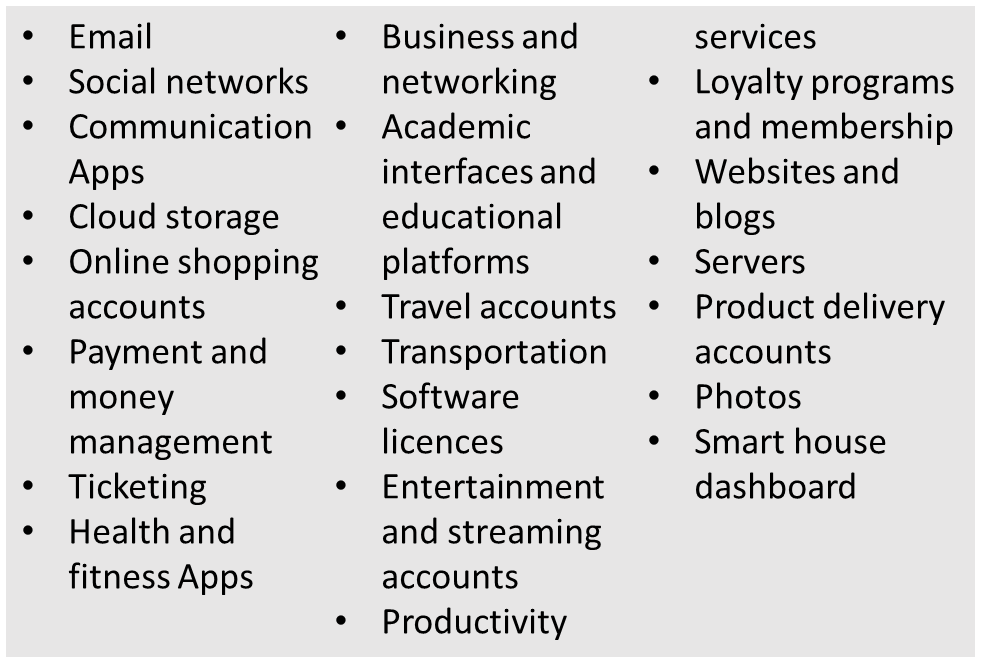 • Email
• Social networks
• Communication
Apps
• Cloud storage
• Online shopping
accounts
• Payment and
money
management
• Ticketing
• Health and
fitness Apps
• Business and
networking
• Academic
interfaces and
educational
platforms
• Travel accounts
• Transportation
• Software
licences
• Entertainment
and streaming
accounts
• Productivity
services
• Loyalty programs
and membership
• Websites and
blogs
• Servers
• Product delivery
accounts
• Photos
• Smart house
dashboard